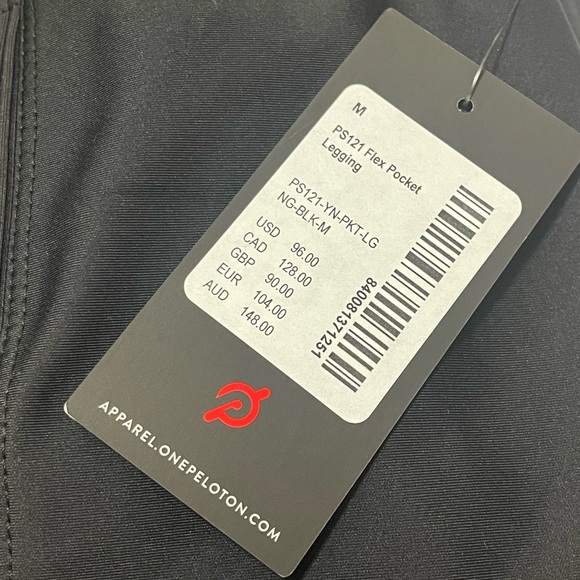 M
PS121 Flex Pocket
Legging
PS121-YN-PKT-LG
NG-BLK-M
USD 96.00
CAD 128.00
GBP 90.00
EUR 104.00
AUD 148.00
840081371251
APPAREL.ONEPELOTON.COM